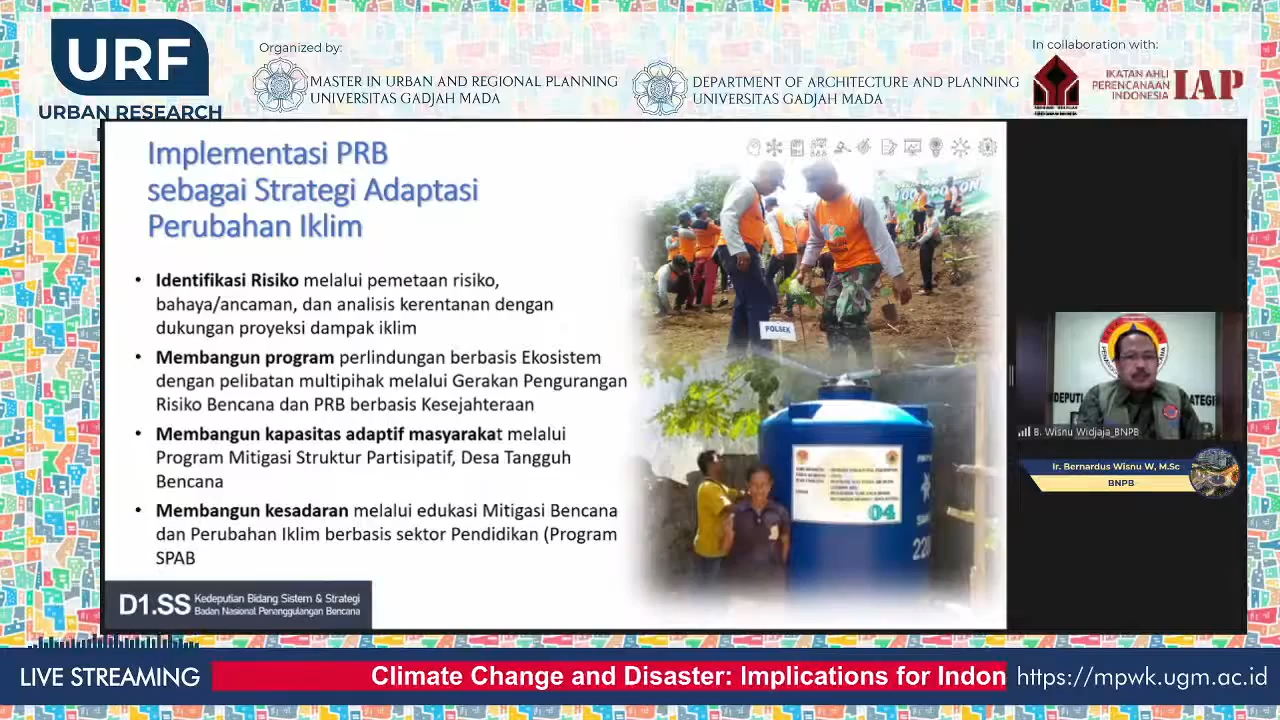 URF
URBAN RESEARCH
Organized by:
MASTER IN URBAN AND REGIONAL PLANNING
UNIVERSITAS GADJAH MADA
DEPARTMENT OF ARCHITECTURE AND PLANNING
UNIVERSITAS GADJAH MADA
In collaboration with:
IKATAN AHLI
PERENCANAAN
INDONESIA
IAP
Implementasi PRB
sebagai Strategi Adaptasi
Perubahan Iklim
• Identifikasi Risiko melalui pemetaan risiko,
bahaya/ancaman, dan analisis kerentanan dengan
dukungan proyeksi dampak iklim
• Membangun program perlindungan berbasis Ekosistem
dengan pelibatan multipihak melalui Gerakan Pengurangan
Risiko Bencana dan PRB berbasis Kesejahteraan
• Membangun kapasitas adaptif masyarakat melalui
Program Mitigasi Struktur Partisipatif, Desa Tangguh
Bencana
• Membangun kesadaran melalui edukasi Mitigasi Bencana
dan Perubahan Iklim berbasis sektor Pendidikan (Program
SPAB
POLSEK
04
D1.SS
Kedeputian Bidang Sistem & Strategi
Badan Nasional Penanggulangan Bencana
B. Wisnu Widjaja_BNPB
Ir. Bernardus Wisnu W, M.Sc
BNPB
LIVE STREAMING
Climate Change and Disaster: Implications for Indon
https://mpwk.ugm.ac.id